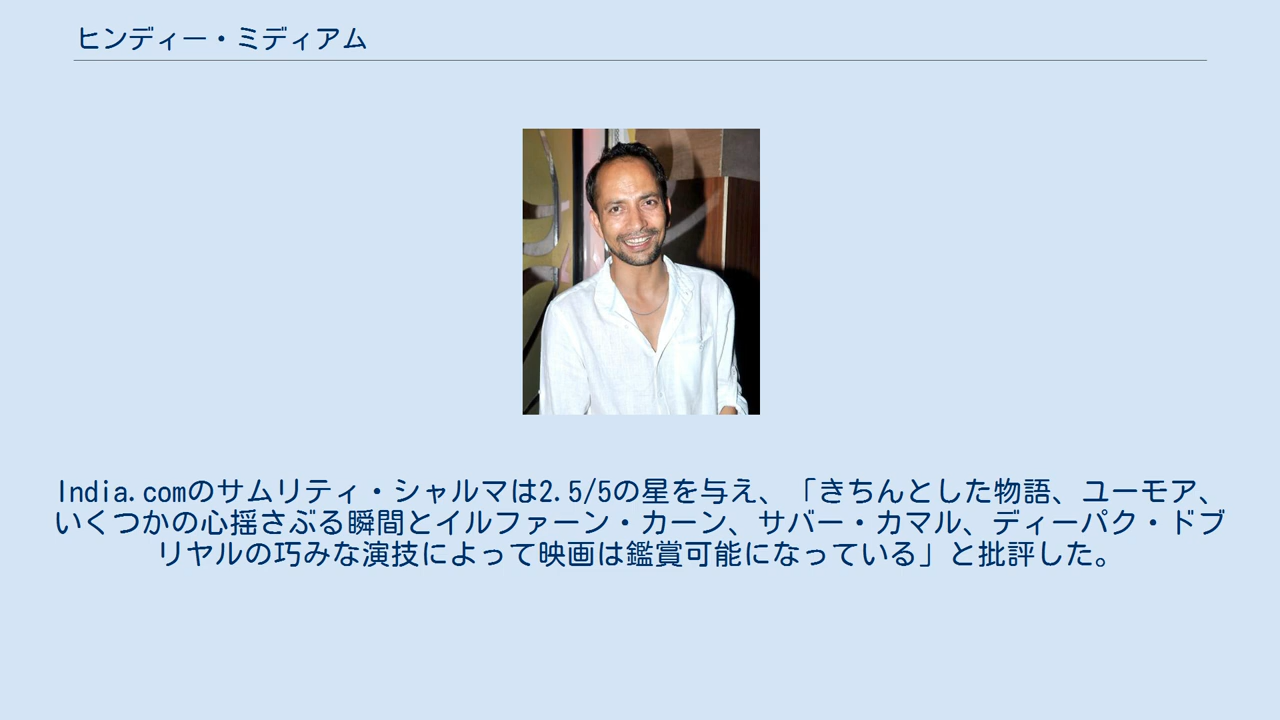 ヒンディー・ミディアム
India.comのサムリティ・シャルマは2.5/5の星を与え、「きちんとした物語、ユーモア、
いくつかの心揺さぶる瞬間とイルファーン・カーン、サバー・カマル、ディーパク・ドブ
リヤルの巧みな演技によって映画は鑑賞可能になっている」と批評した。